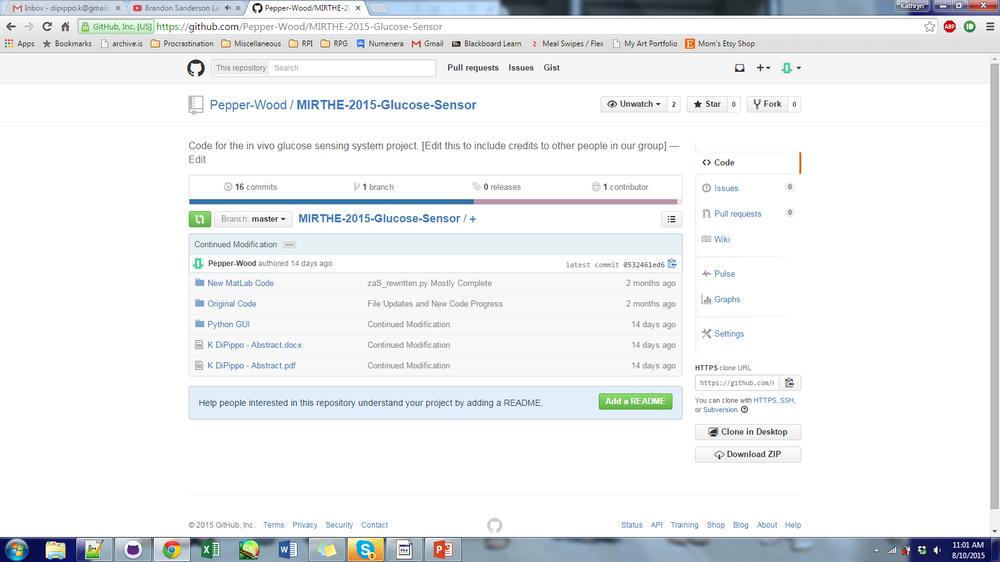 Inbox - dipippo.k@gmail.c
Brandon Sanderson Le
Pepper-Wood/MIRTHE-20
Kathryn
GitHub, Inc. [US]
https://github.com/Pepper-Wood/MIRTHE-2015-Glucose-Sensor
ABP
Apps Bookmarks archive.is Procrastination Miscellaneous RPI RPG Numenera Gmail Bb Blackboard Learn Meal Swipes / Flex My Art Portfolio E Mom's Etsy Shop
This repository Search Pull requests Issues Gist
Pepper-Wood / MIRTHE-2015-Glucose-Sensor
Unwatch 2 Star 0 Fork 0
Code for the in vivo glucose sensing system project. [Edit this to include credits to other people in our group] —
Edit
16 commits 1 branch 0 releases 1 contributor
Branch: master MIRTHE-2015-Glucose-Sensor / +
Continued Modification ...
Pepper-Wood authored 14 days ago latest commit 0532461ed6
New MatLab Code zaS_rewritten.py Mostly Complete 2 months ago
Original Code File Updates and New Code Progress 2 months ago
Python GUI Continued Modification 14 days ago
K DiPippo - Abstract.docx Continued Modification 14 days ago
K DiPippo - Abstract.pdf Continued Modification 14 days ago
Help people interested in this repository understand your project by adding a README. Add a README
Code
Issues 0
Pull requests 0
Wiki
Pulse
Graphs
Settings
HTTPS clone URL
https://github.com/P
You can clone with HTTPS, SSH,
or Subversion.
Clone in Desktop
Download ZIP
© 2015 GitHub, Inc. Terms Privacy Security Contact
Status API Training Shop Blog About Help
1
11:01 AM
8/10/2015